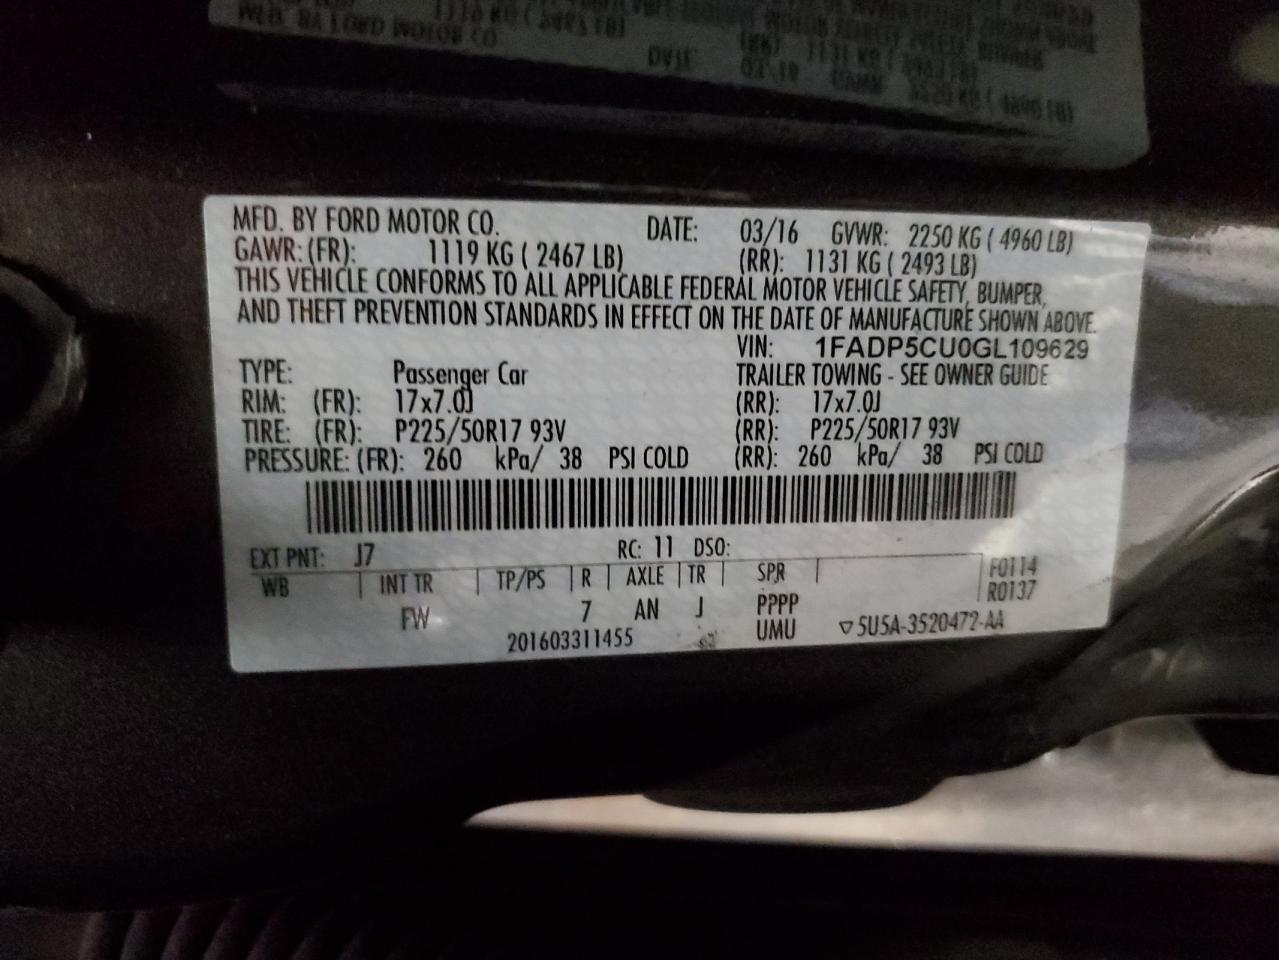 MFD. BY FORD MOTOR CO. DATE: 03/16 GVWR: 2250 KG ( 4960 LB)
GAWR: (FR): 1119 KG ( 2467 LB) (RR): 1131 KG ( 2493 LB)
THIS VEHICLE CONFORMS TO ALL APPLICABLE FEDERAL MOTOR VEHICLE SAFETY, BUMPER,
AND THEFT PREVENTION STANDARDS IN EFFECT ON THE DATE OF MANUFACTURE SHOWN ABOVE.
VIN: 1FADP5CU0GL109629
TYPE: Passenger Car TRAILER TOWING - SEE OWNER GUIDE
RIM: (FR): 17x7.0J (RR): 17x7.0J
TIRE: (FR): P225/50R17 93V (RR): P225/50R17 93V
PRESSURE: (FR): 260 kPa/ 38 PSI COLD (RR): 260 kPa/ 38 PSI COLD
EXT PNT: J7 RC: 11 DSO:
WB INT TR TP/PS R AXLE TR SPR F0114
R0137
FW 7 AN J PPPP
201603311455 UMU ▽5U5A-3520472-AA